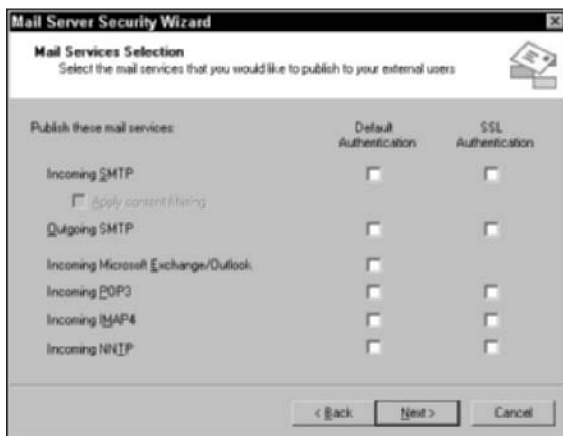 Mail Server Security Wizard
Mail Services Selection
Select the mail services that you would like to publish to your external users
Publish these mail services:
Default Authentication
SSL Authentication
Incoming SMTP
Apply content filtering
Outgoing SMTP
Incoming Microsoft Exchange/Outlook
Incoming POP3
Incoming IMAP4
Incoming NNTP
< Back
Next >
Cancel